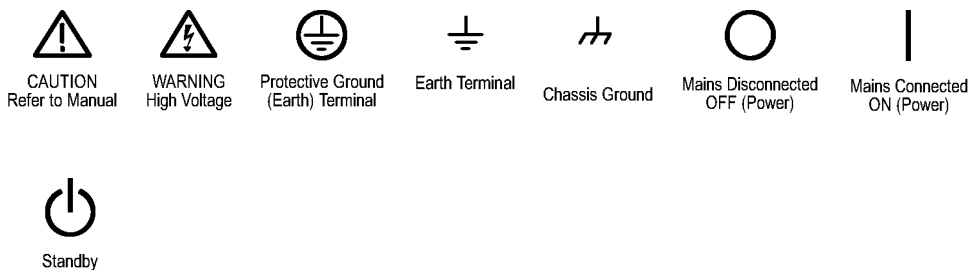 CAUTION
Refer to Manual
WARNING
High Voltage
Protective Ground
(Earth) Terminal
Earth Terminal
Chassis Ground
Mains Disconnected
OFF (Power)
Mains Connected
ON (Power)
Standby